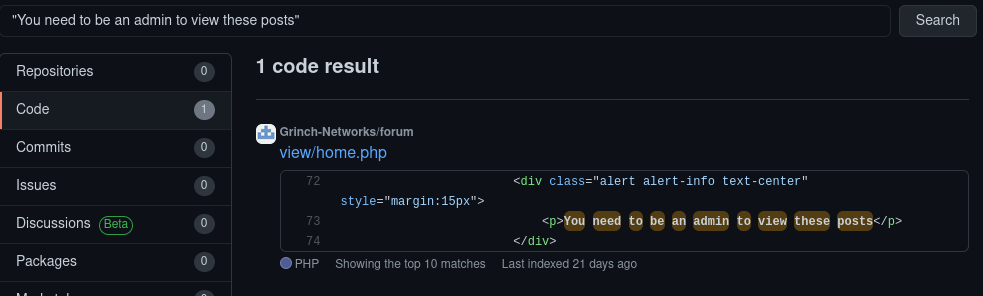 "You need to be an admin to view these posts"
Search
Repositories 0
Code 1
Commits 0
Issues 0
Discussions Beta 0
Packages 0
1 code result
Grinch-Networks/forum
view/home.php
72 <div class="alert alert-info text-center"
style="margin:15px">
73 <p>You need to be an admin to view these posts</p>
74 </div>
PHP Showing the top 10 matches Last indexed 21 days ago